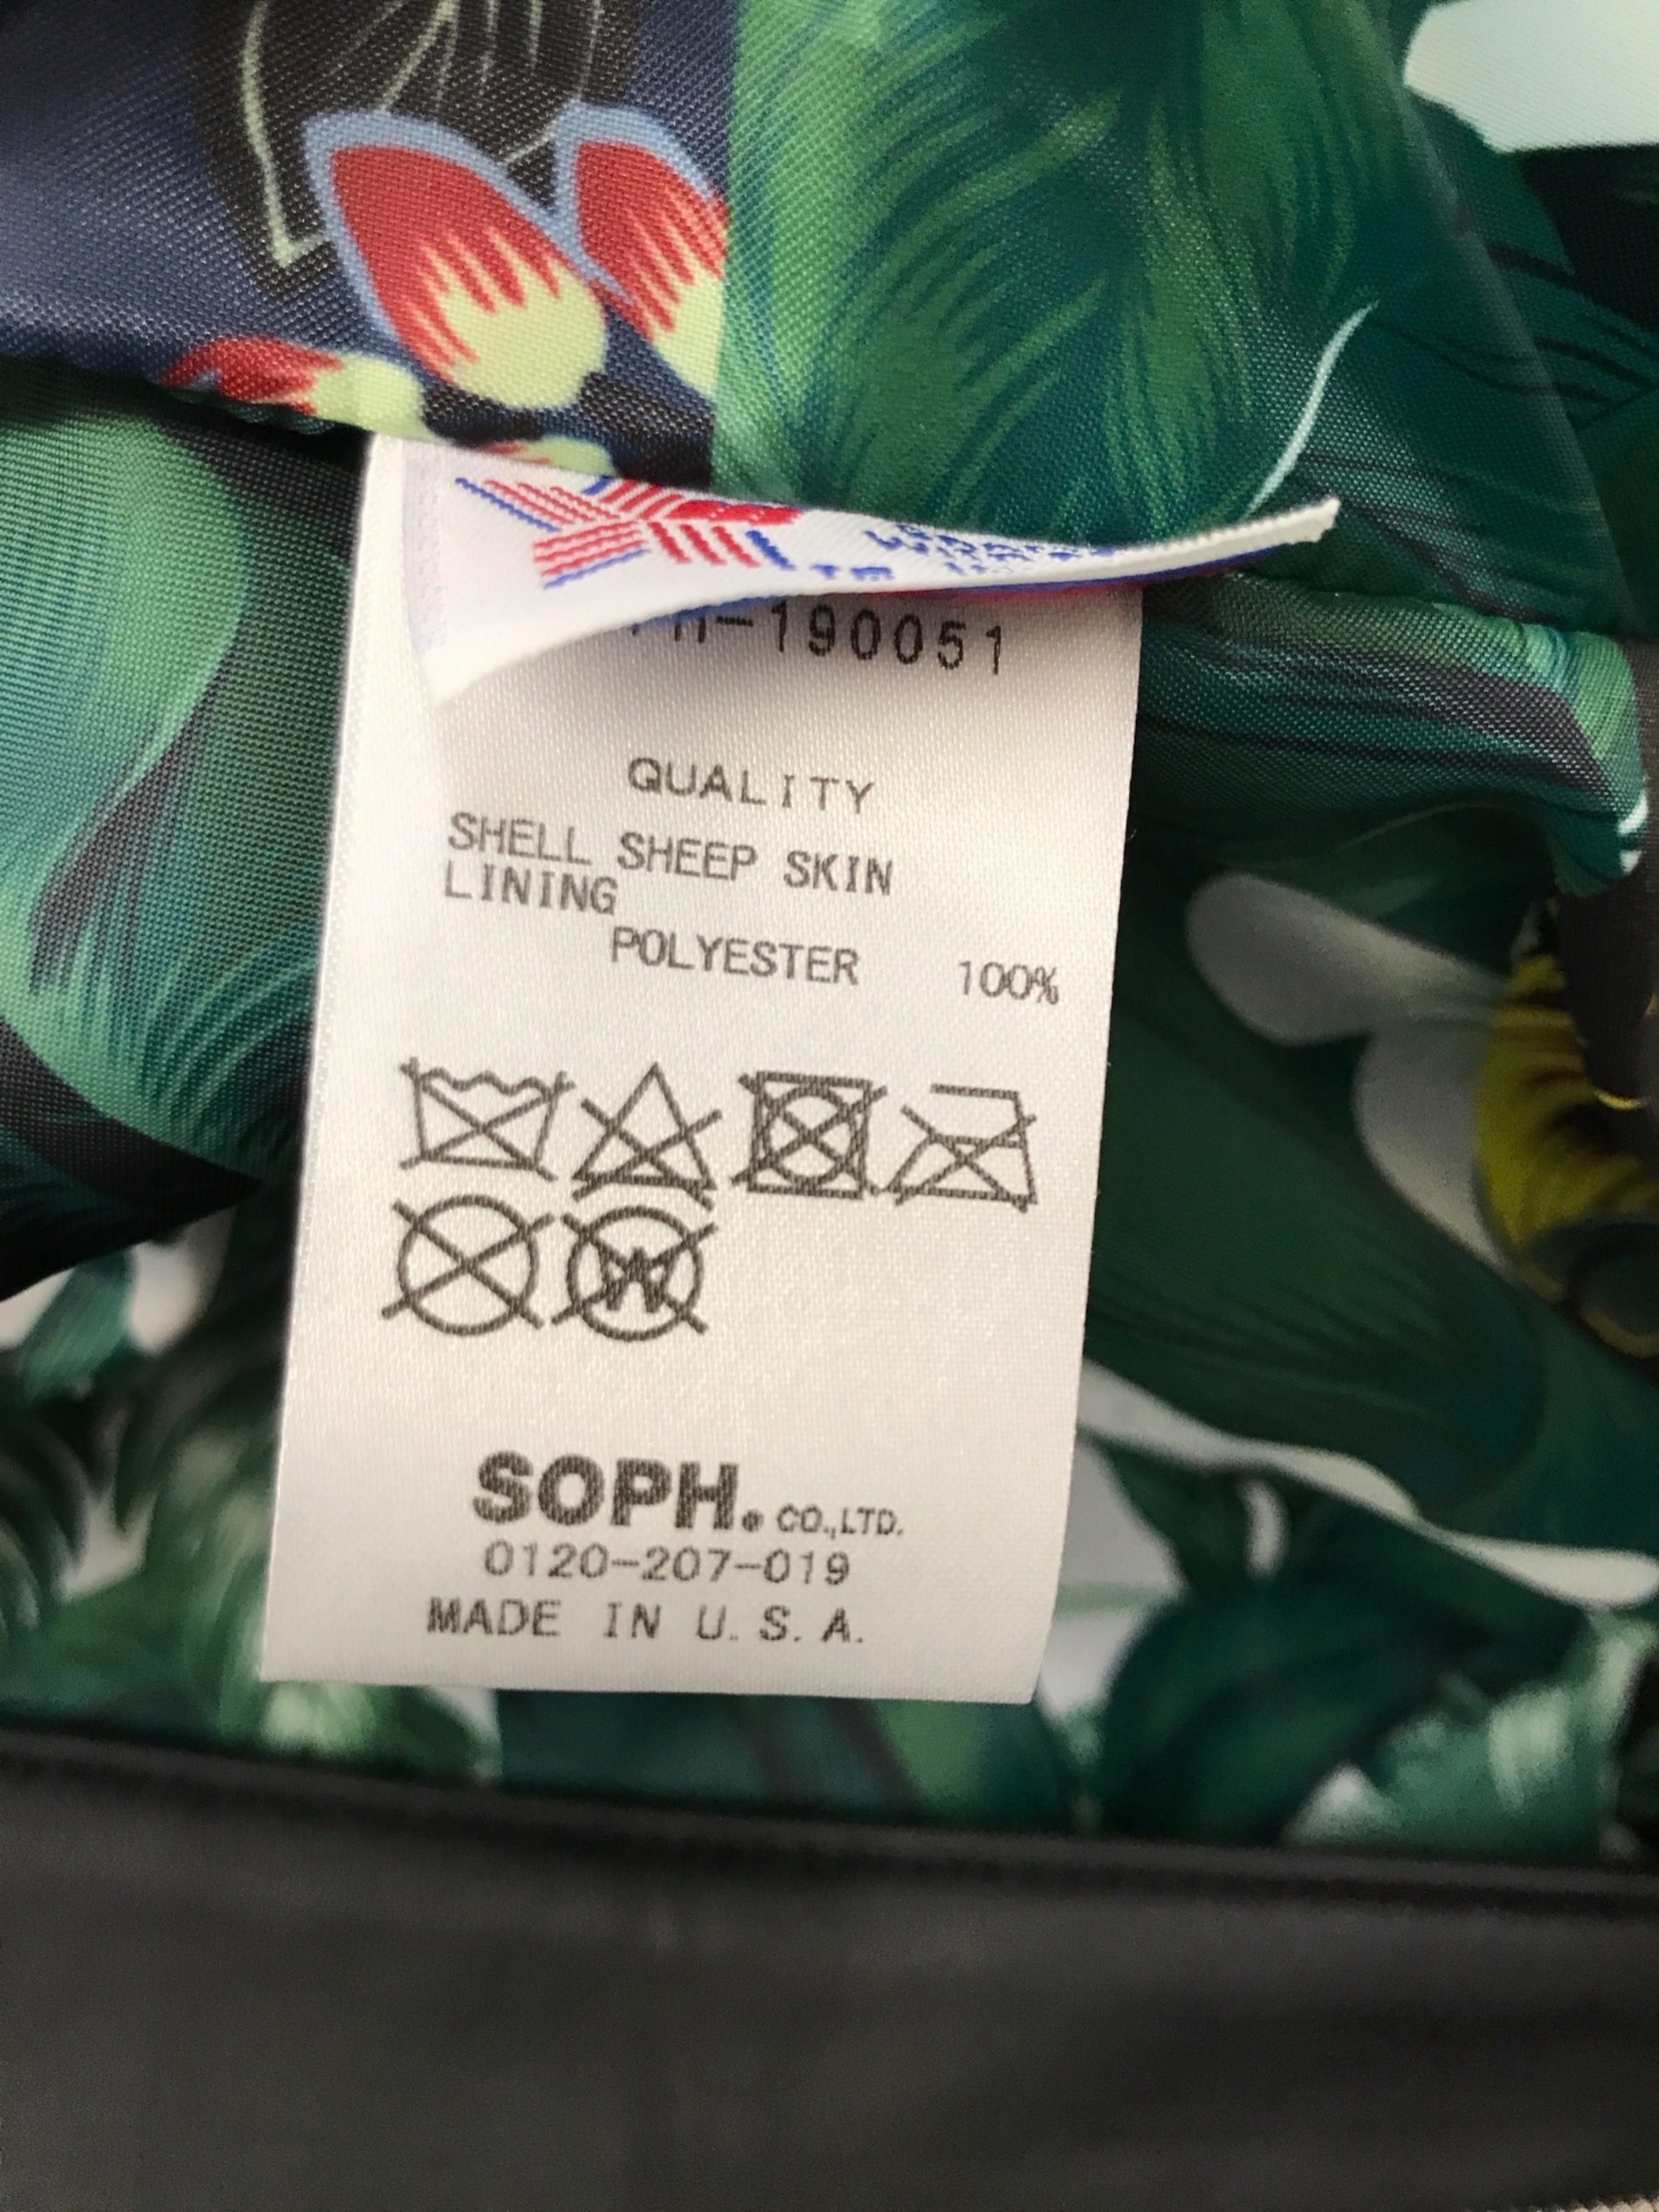 -190051
QUALITY
SHELL SHEEP SKIN
LINING
POLYESTER 100%
W
SOPH. CO.,LTD.
0120-207-019
MADE IN U.S.A.